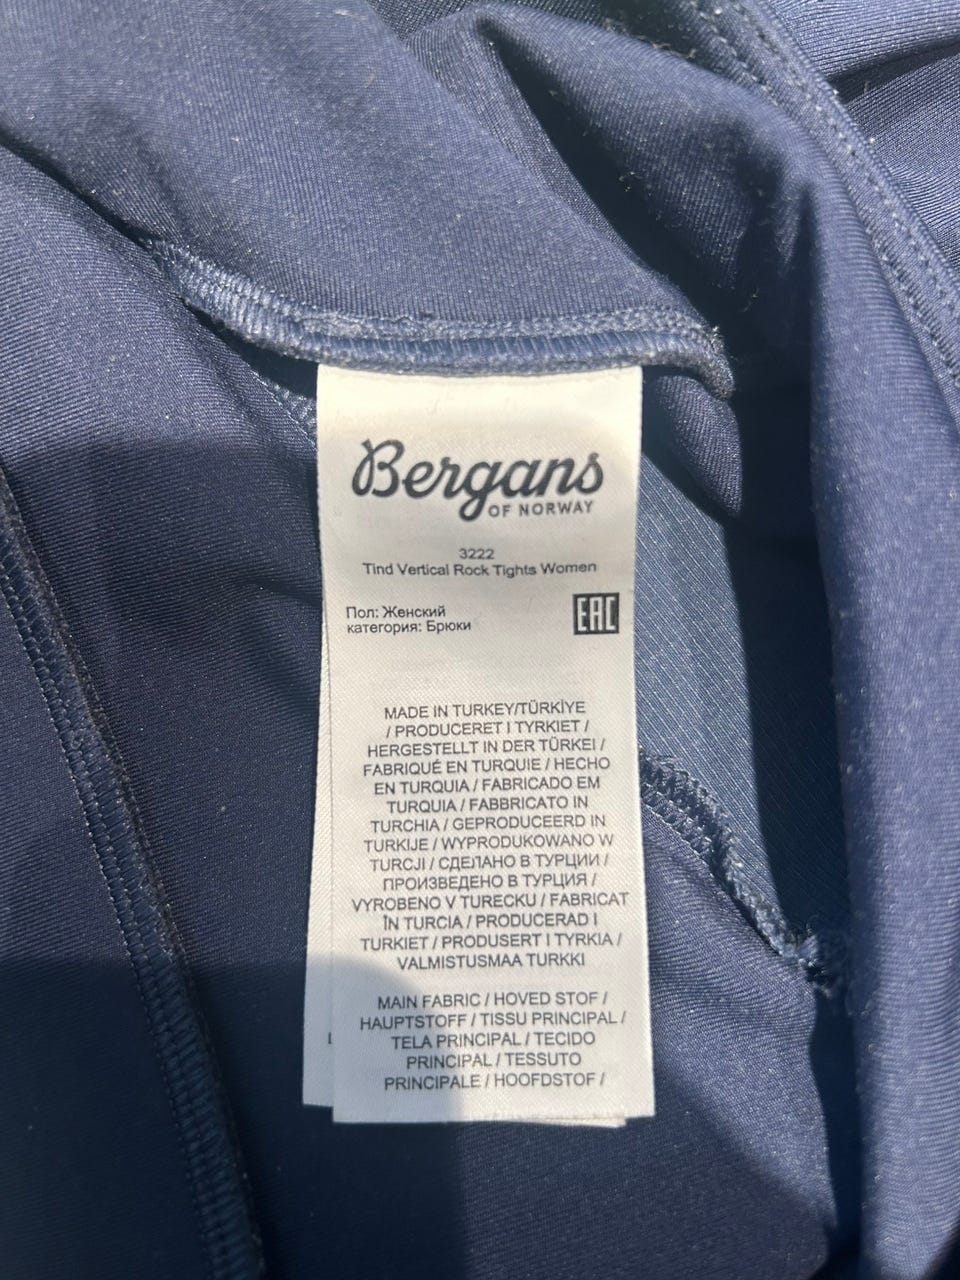 Bergans
OF NORWAY
3222
Tind Vertical Rock Tights Women
Пол: Женский
категория: Брюки
EAC
MADE IN TURKEY/TÜRKİYE
/ PRODUCERET I TYRKIET /
HERGESTELLT IN DER TÜRKEI /
FABRIQUÉ EN TURQUIE / HECHO
EN TURQUIA / FABRICADO EM
TURQUIA / FABBRICATO IN
TURCHIA / GEPRODUCEERD IN
TURKIJE / WYPRODUKOWANO W
TURCJI / СДЕЛАНО В ТУРЦИИ /
ПРОИЗВЕДЕНО В ТУРЦИЯ /
VYROBENO V TURECKU / FABRICAT
ÎN TURCIA / PRODUCERAD I
TURKIET / PRODUSERT I TYRKIA /
VALMISTUSMAA TURKKI
MAIN FABRIC / HOVED STOF /
HAUPTSTOFF / TISSU PRINCIPAL /
TELA PRINCIPAL / TECIDO
PRINCIPAL / TESSUTO
PRINCIPALE / HOOFDSTOF /